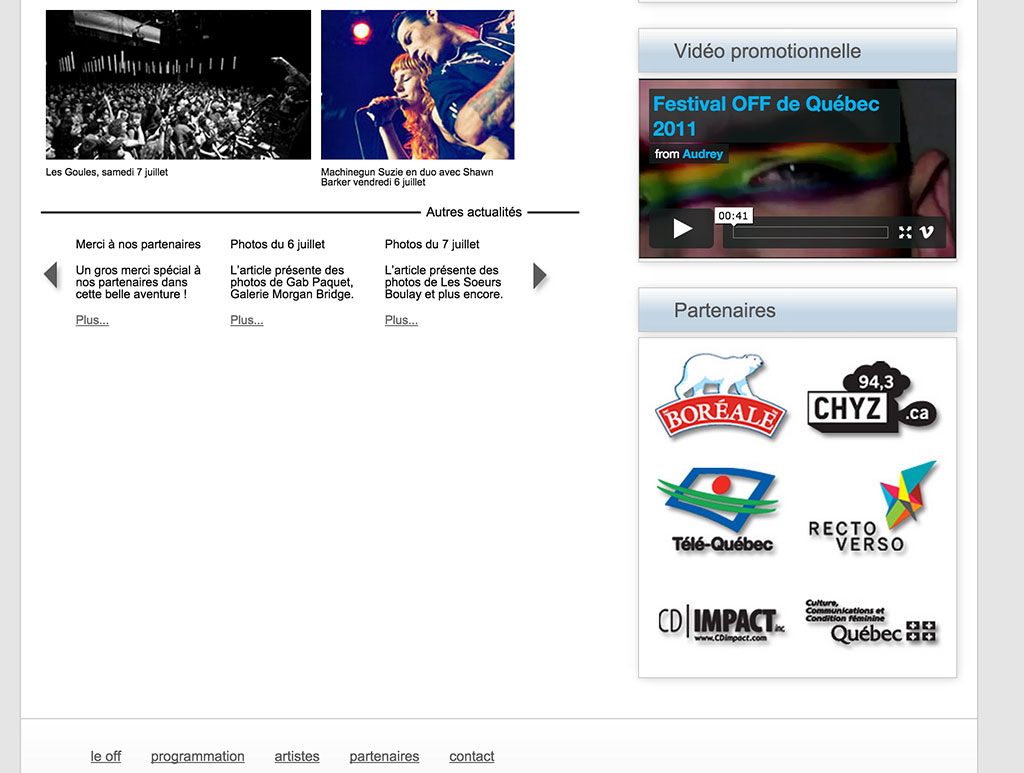 Les Goules, samedi 7 juillet
Machinegun Suzie en duo avec Shawn
Barker vendredi 6 juillet
Autres actualités
Merci à nos partenaires
Un gros merci spécial à
nos partenaires dans
cette belle aventure !
Plus...
Photos du 6 juillet
L'article présente des
photos de Gab Paquet,
Galerie Morgan Bridge.
Plus...
Photos du 7 juillet
L'article présente des
photos de Les Soeurs
Boulay et plus encore.
Plus...
Vidéo promotionnelle
Festival OFF de Québec
2011
from Audrey
00:41
Partenaires
BORÉALE
94,3
CHYZ
.ca
Télé-Québec
RECTO
VERSO
CD IMPACT inc
www.CDimpact.com
Culture,
Communications et
Condition féminine
Québec
le off programmation artistes partenaires contact